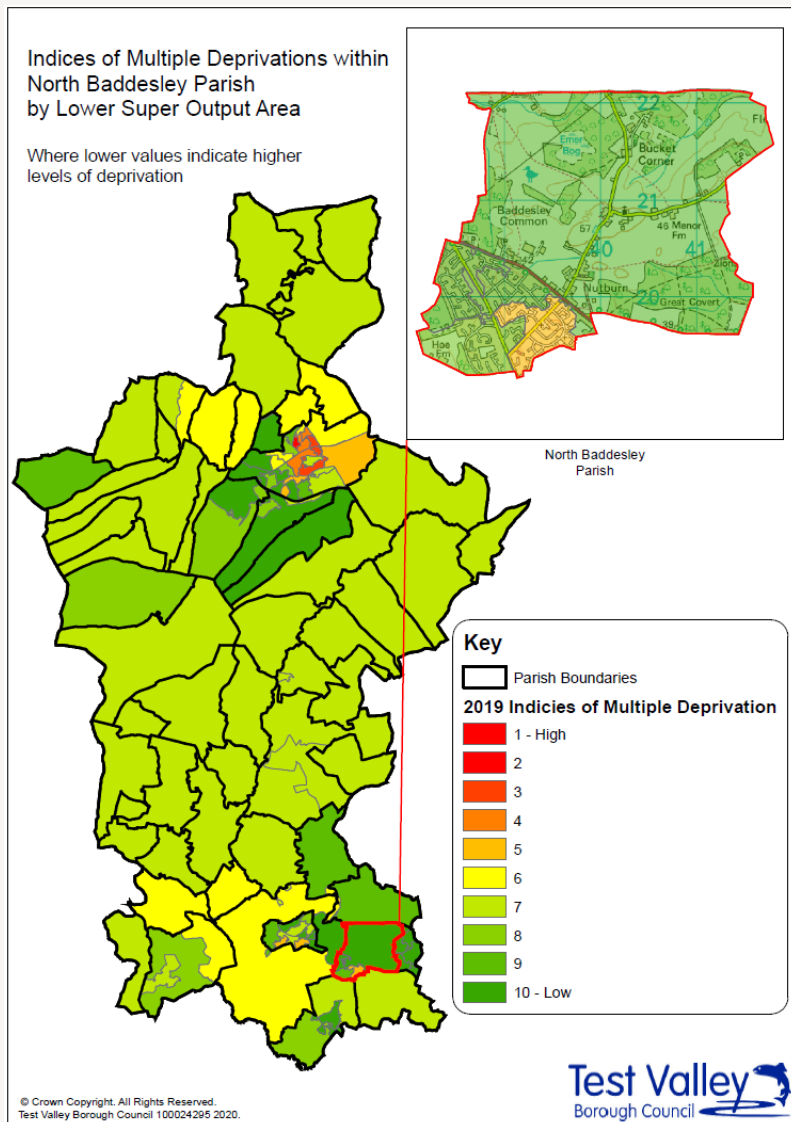 Indices of Multiple Deprivations within
North Baddesley Parish
by Lower Super Output Area
Where lower values indicate higher
levels of deprivation
22
Emer
Bog
Bucket
Corner
21
Baddesley
Common
57
46 Manor
Fm
40
41
42
Nutburn
20
Great Covert
39
Hoe
Fm
North Baddesley
Parish
Key
Parish Boundaries
2019 Indicies of Multiple Deprivation
1 - High
2
3
4
5
6
7
8
9
10 - Low
© Crown Copyright. All Rights Reserved.
Test Valley Borough Council 100024295 2020.
Test Valley
Borough Council